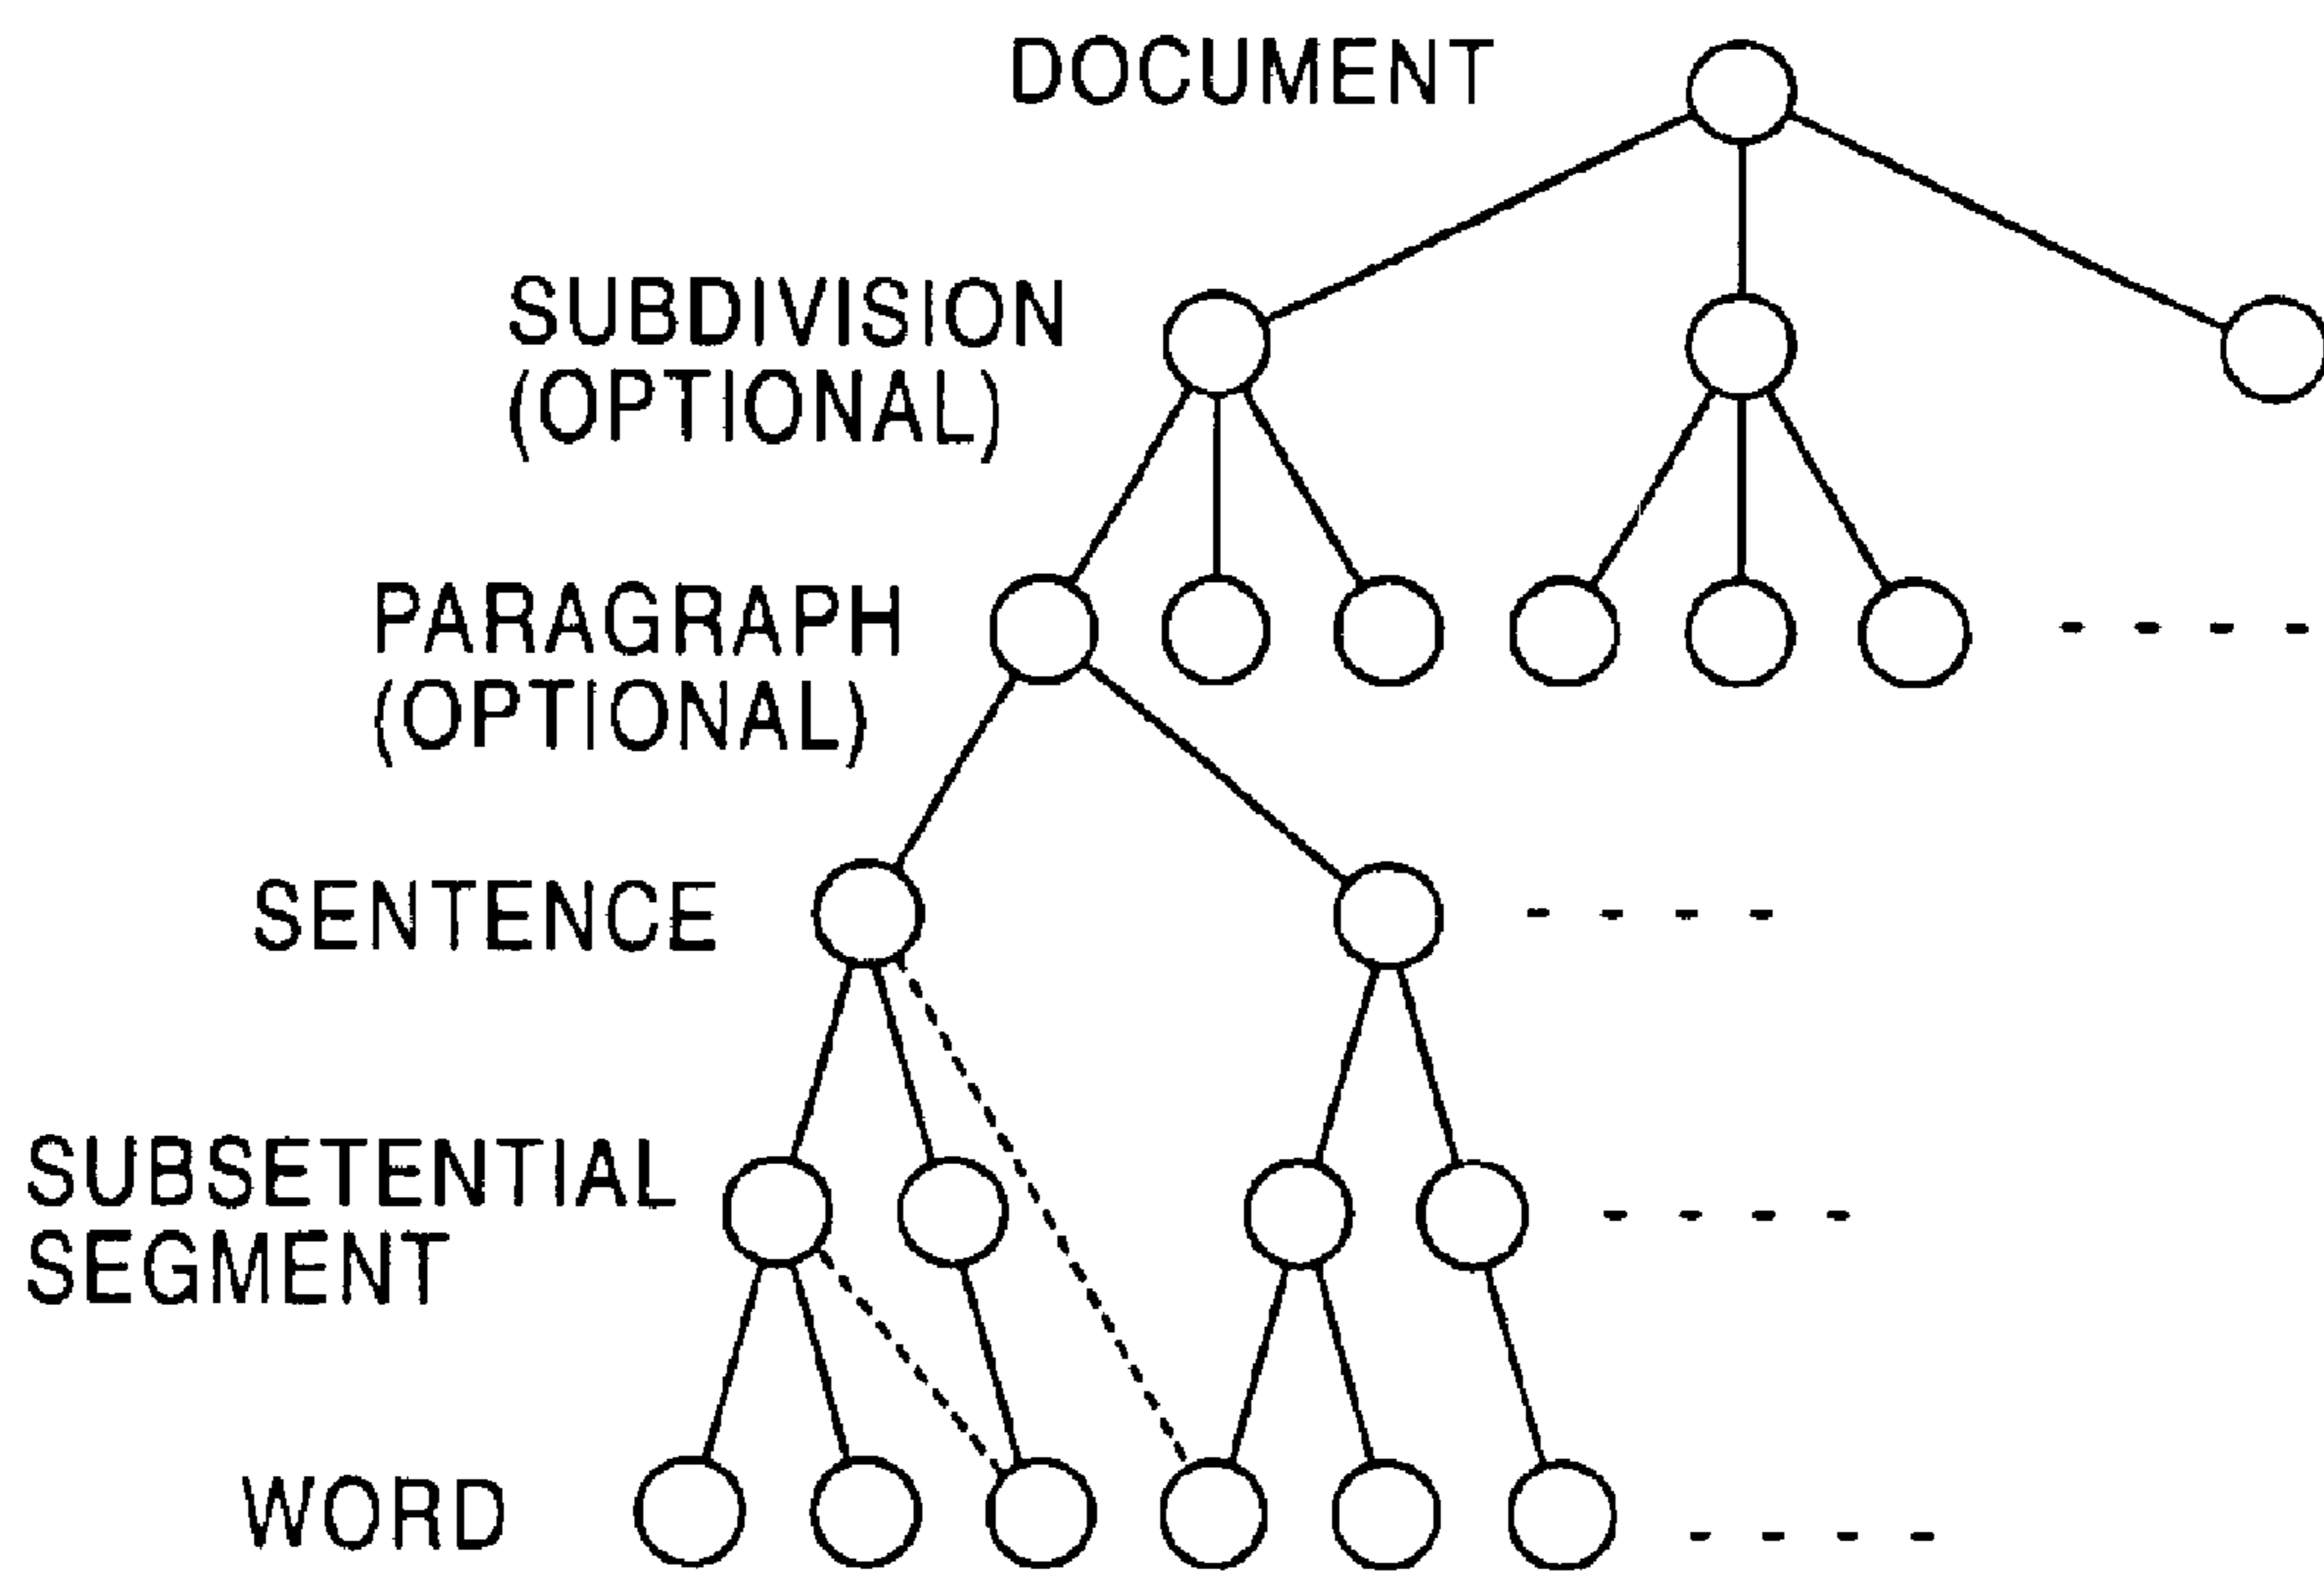 DOCUMENT
SUBDIVISION
(OPTIONAL)
PARAGRAPH
(OPTIONAL)
SENTENCE
SUBSETENTIAL
SEGMENT
WORD